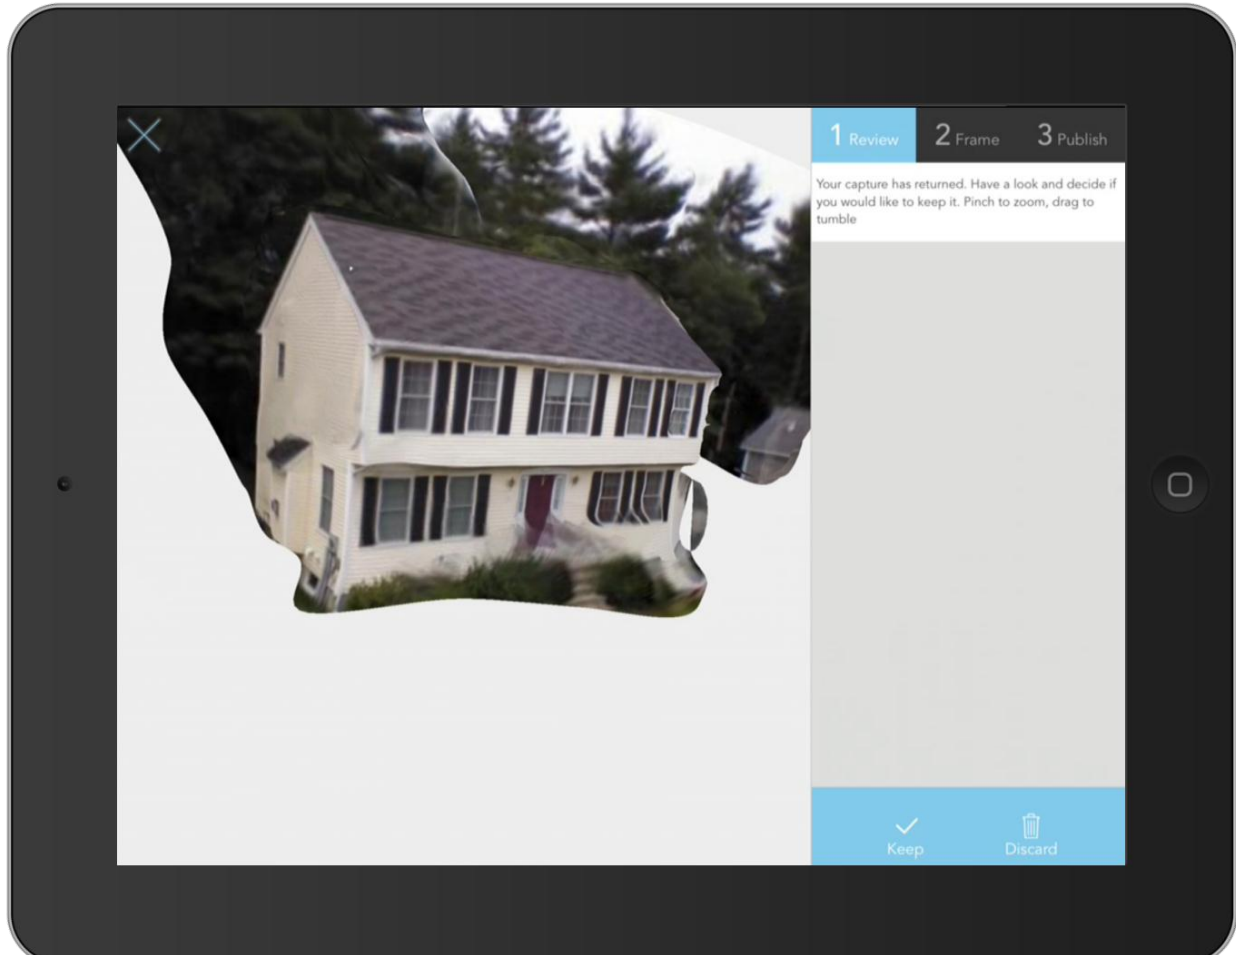 1 Review 2 Frame 3 Publish
Your capture has returned. Have a look and decide if
you would like to keep it. Pinch to zoom, drag to
tumble
Keep Discard